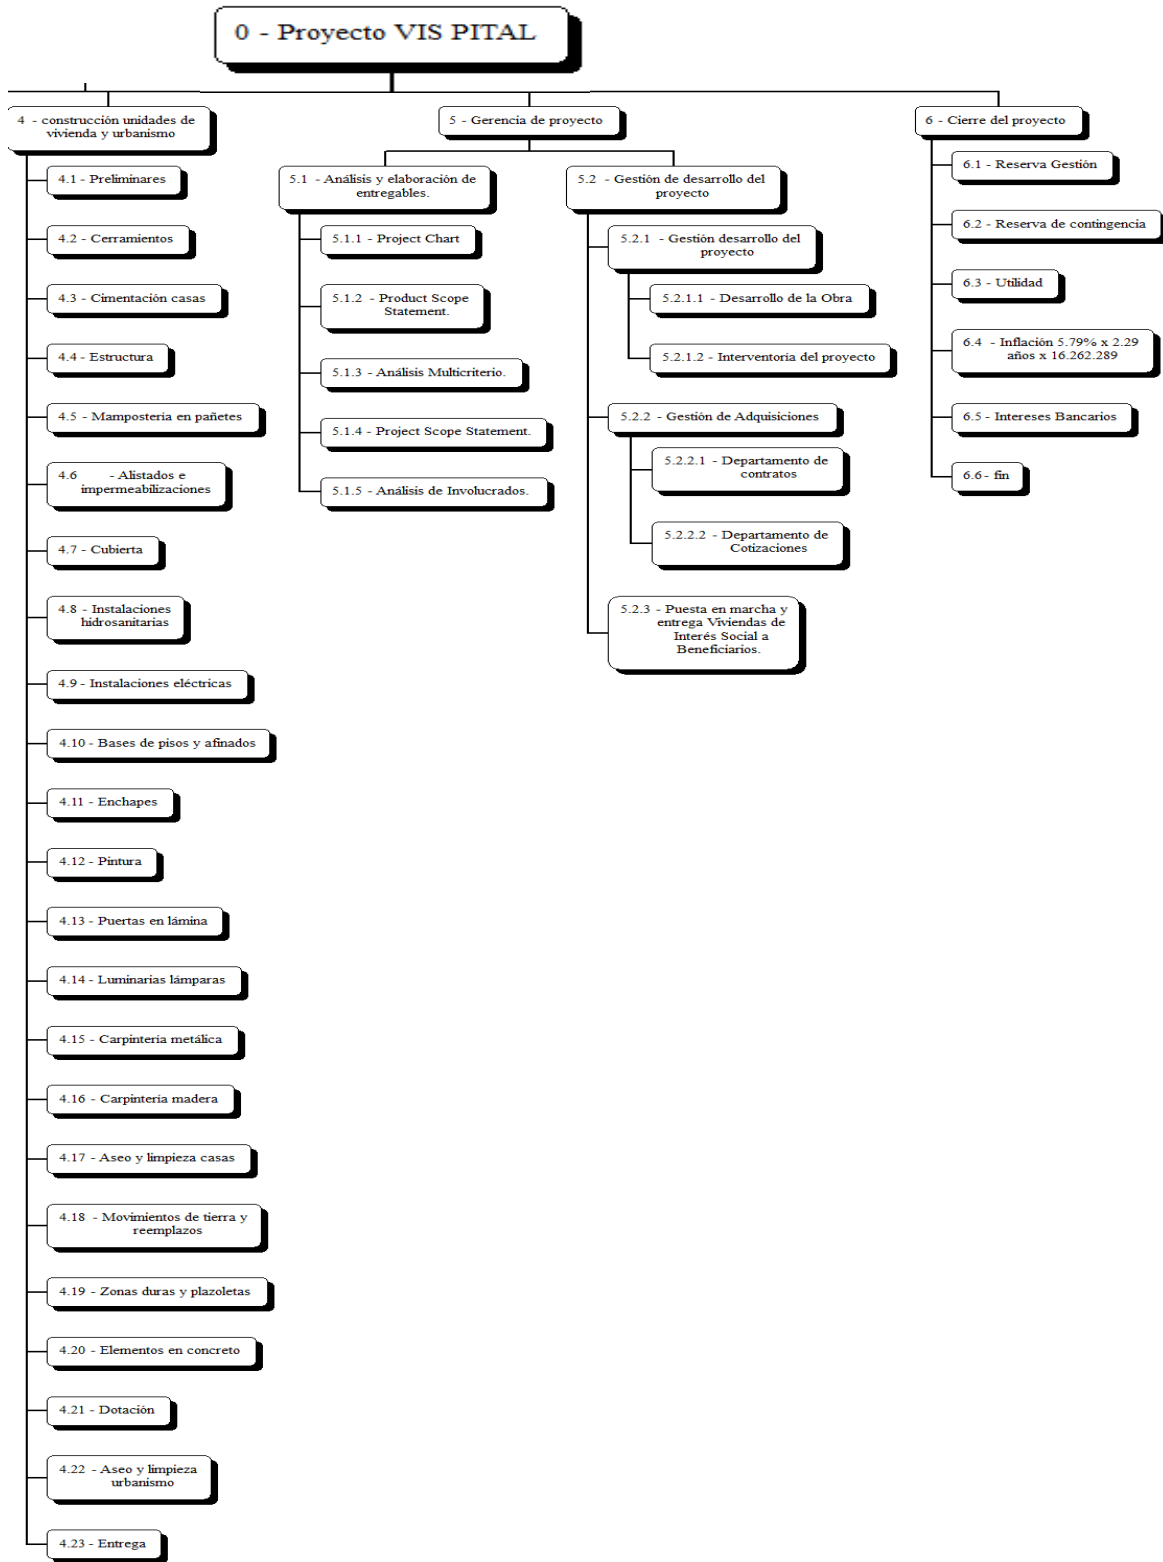 0 - Proyecto VIS PITAL
4 - construcción unidades de
vivienda y urbanismo
4.1 - Preliminares
4.2 - Cerramientos
4.3 - Cimentación casas
4.4 - Estructura
4.5 - Mampostería en pañetes
4.6 - Alistados e
impermeabilizaciones
4.7 - Cubierta
4.8 - Instalaciones
hidrosanitarias
4.9 - Instalaciones eléctricas
4.10 - Bases de pisos y afinados
4.11 - Enchapes
4.12 - Pintura
4.13 - Puertas en lámina
4.14 - Luminarias lámparas
4.15 - Carpintería metálica
4.16 - Carpintería madera
4.17 - Aseo y limpieza casas
4.18 - Movimientos de tierra y
reemplazos
4.19 - Zonas duras y plazoletas
4.20 - Elementos en concreto
4.21 - Dotación
4.22 - Aseo y limpieza
urbanismo
4.23 - Entrega
5 - Gerencia de proyecto
5.1 - Análisis y elaboración de
entregables.
5.1.1 - Project Chart
5.1.2 - Product Scope
Statement.
5.1.3 - Análisis Multicriterio.
5.1.4 - Project Scope Statement.
5.1.5 - Análisis de Involucrados.
5.2 - Gestión de desarrollo del
proyecto
5.2.1 - Gestión desarrollo del
proyecto
5.2.1.1 - Desarrollo de la Obra
5.2.1.2 - Interventoría del proyecto
5.2.2 - Gestión de Adquisiciones
5.2.2.1 - Departamento de
contratos
5.2.2.2 - Departamento de
Cotizaciones
5.2.3 - Puesta en marcha y
entrega Viviendas de
Interés Social a
Beneficiarios.
6 - Cierre del proyecto
6.1 - Reserva Gestión
6.2 - Reserva de contingencia
6.3 - Utilidad
6.4 - Inflación 5.79% x 2.29
años x 16.262.289
6.5 - Intereses Bancarios
6.6 - fin